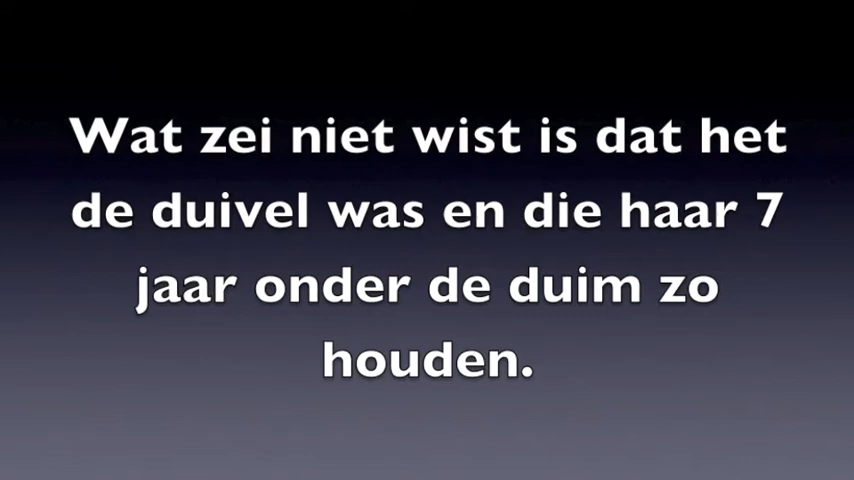 Wat zei niet wist is dat het
de duivel was en die haar 7
jaar onder de duim zo
houden.